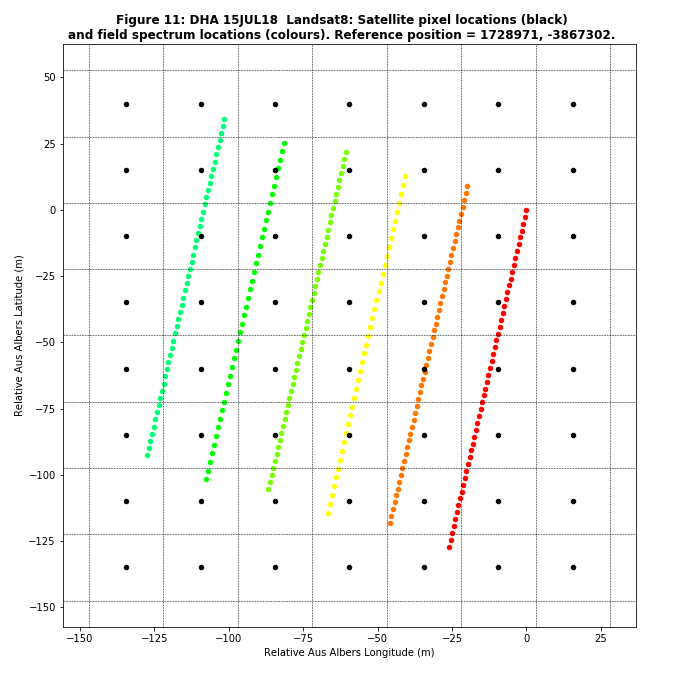 Figure 11: DHA 15JUL18  Landsat8: Satellite pixel locations (black)
and field spectrum locations (colours). Reference position = 1728971, -3867302.
50
25
0
−25
−50
−75
−100
−125
−150
Relative Aus Albers Latitude (m)
−150 −125 −100 −75 −50 −25 0 25
Relative Aus Albers Longitude (m)